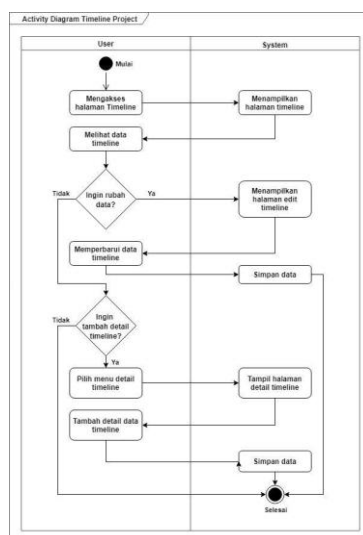 Activity Diagram Timeline Project
User
System
Mulai
Mengakses
halaman Timeline
Menampilkan
halaman timeline
Melihat data
timeline
Tidak
Ingin rubah
data?
Ya
Menampilkan
halaman edit
timeline
Memperbarui data
timeline
Simpan data
Tidak
Ingin
tambah detail
timeline?
Ya
Pilih menu detail
timeline
Tampil halaman
detail timeline
Tambah detail data
timeline
Simpan data
Selesai